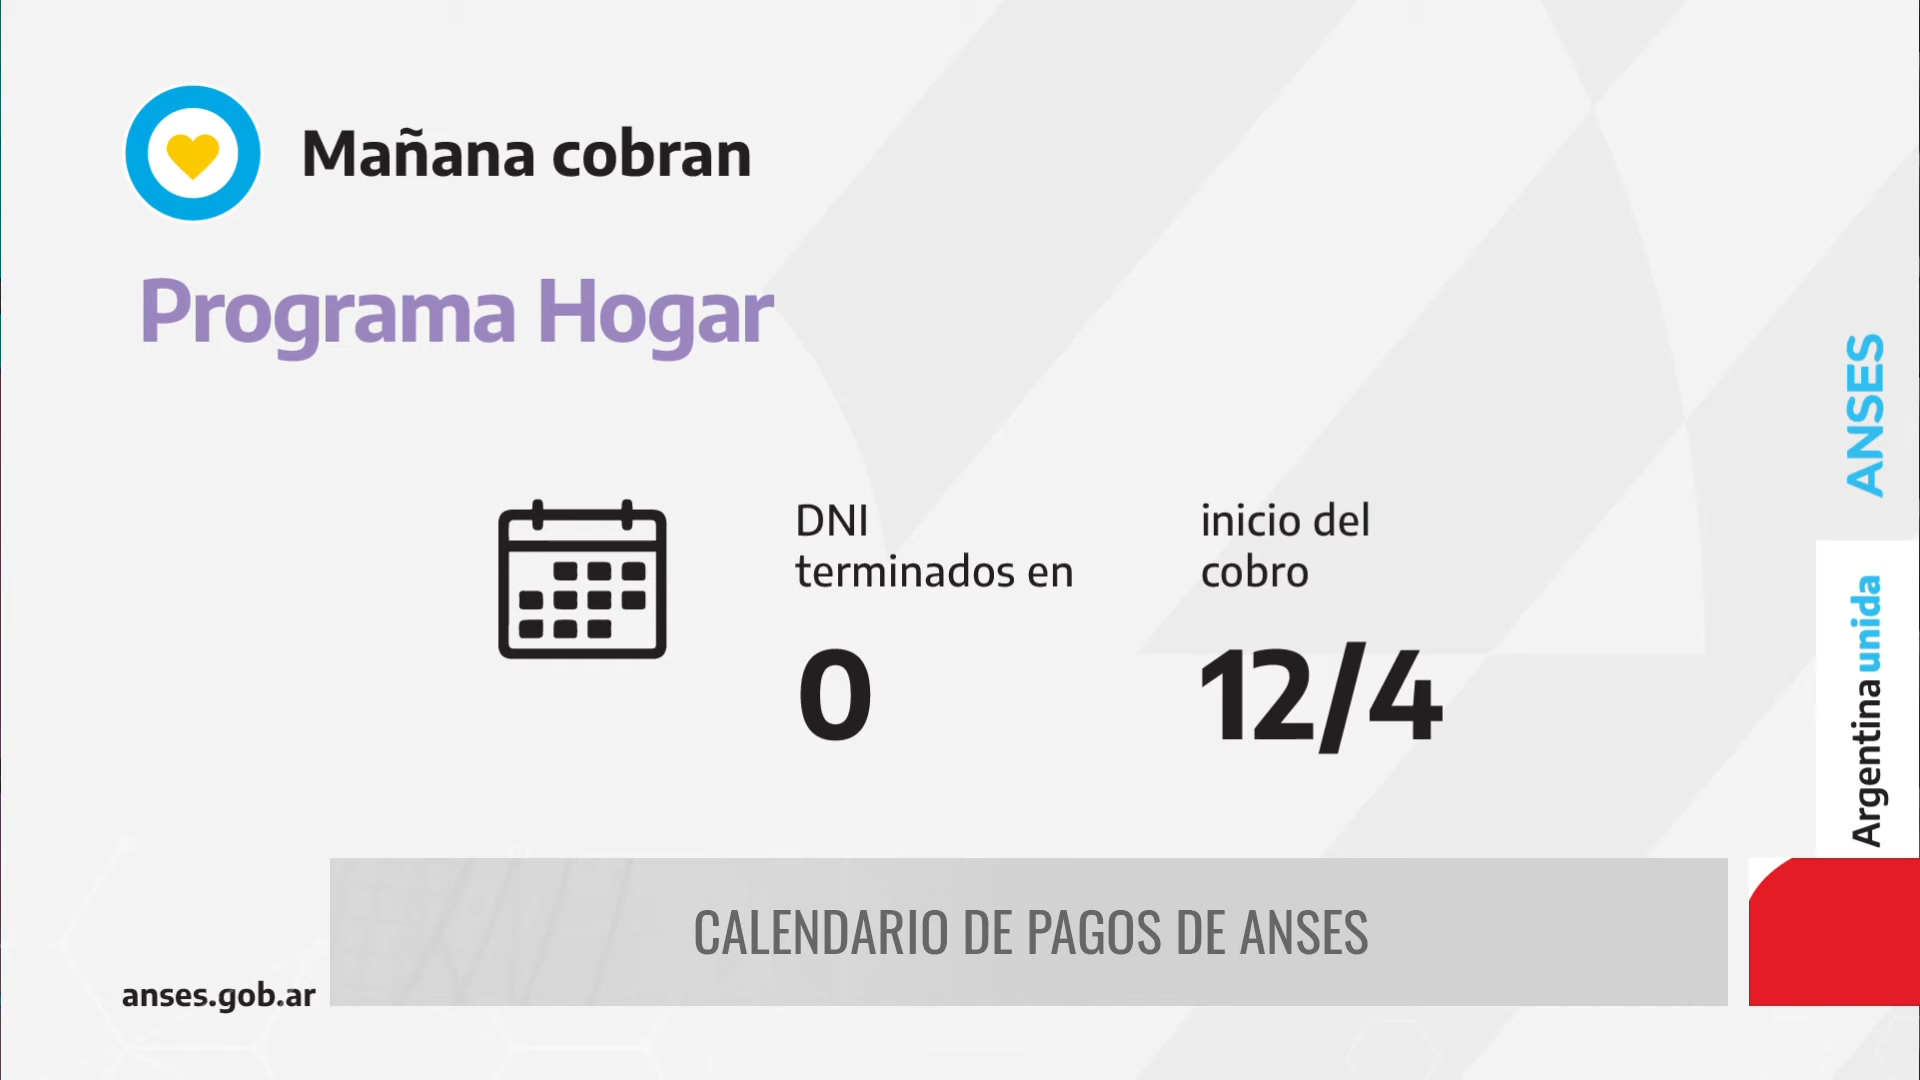 Mañana cobran
Programa Hogar
DNI
terminados en
0
inicio del
cobro
12/4
ANSES
Argentina unida
CALENDARIO DE PAGOS DE ANSES
anses.gob.ar